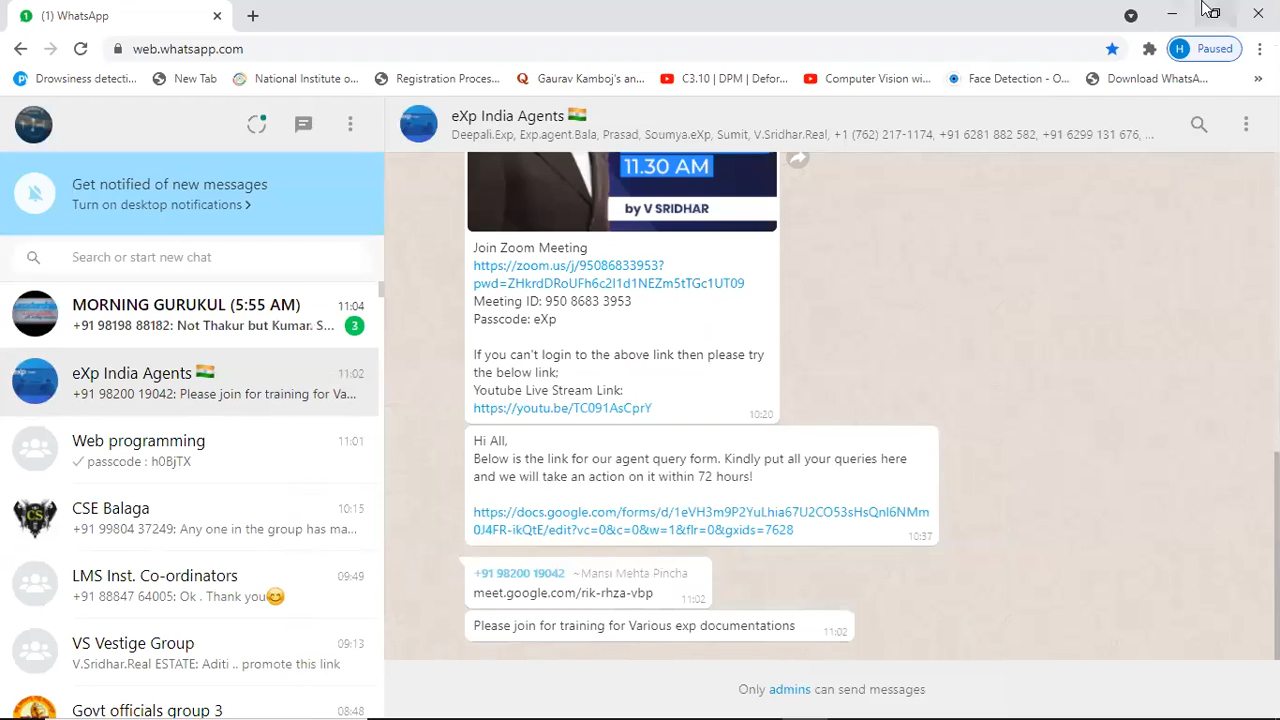 (1) WhatsApp
web.whatsapp.com
H Paused
Drowsiness detecti...
New Tab
National Institute o...
Registration Proces...
Gaurav Kamboj's an...
C3.10 | DPM | Defor...
Computer Vision wi...
Face Detection - O...
Download WhatsA...
Get notified of new messages
Turn on desktop notifications >
Search or start new chat
MORNING GURUKUL (5:55 AM) 11:04
+91 98198 88182: Not Thakur but Kumar. S... 3
eXp India Agents 🇮🇳 11:02
+91 98200 19042: Please join for training for Va...
Web programming 11:01
✓ passcode : h0BjTX
CSE Balaga 10:15
+91 99804 37249: Any one in the group has ma...
LMS Inst. Co-ordinators 09:49
+91 88847 64005: Ok . Thank you😊
VS Vestige Group 09:13
V.Sridhar.Real ESTATE: Aditi .. promote this link
Govt officials group 3 08:48
eXp India Agents 🇮🇳
Deepali.Exp, Exp.agent.Bala, Prasad, Soumya.eXp, Sumit, V.Sridhar.Real, +1 (762) 217-1174, +91 6281 882 582, +91 6299 131 676, ...
11.30 AM
by V SRIDHAR
Join Zoom Meeting
https://zoom.us/j/95086833953?
pwd=ZHkrdDRoUFh6c2I1d1NEZm5tTGc1UT09
Meeting ID: 950 8683 3953
Passcode: eXp
If you can't login to the above link then please try
the below link;
Youtube Live Stream Link:
https://youtu.be/TC091AsCprY 10:20
Hi All,
Below is the link for our agent query form. Kindly put all your queries here
and we will take an action on it within 72 hours!
https://docs.google.com/forms/d/1eVH3m9P2YuLhia67U2CO53sHsQnI6NMm
0J4FR-ikQtE/edit?vc=0&c=0&w=1&flr=0&gxids=7628 10:37
+91 98200 19042 ~Mansi Mehta Pincha
meet.google.com/rik-rhza-vbp 11:02
Please join for training for Various exp documentations 11:02
Only admins can send messages